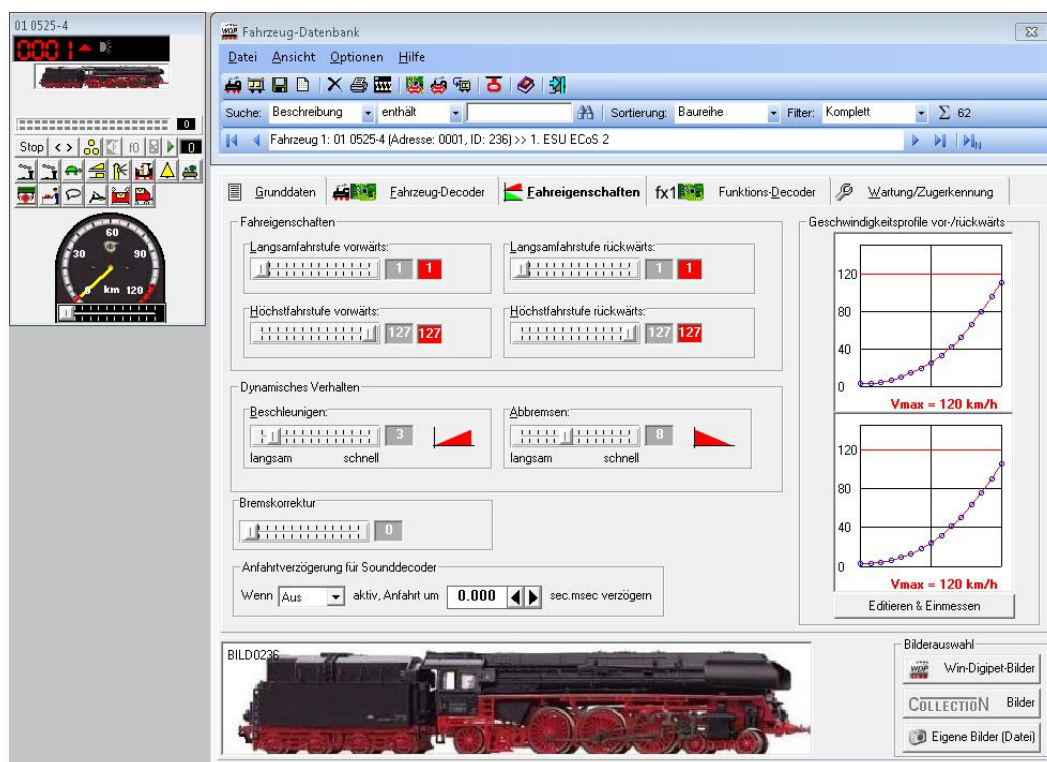 01 0525-4
0001
0
Stop < > f0 0
30 60 90
km 120
WDP Fahrzeug-Datenbank
Datei Ansicht Optionen Hilfe
Suche: Beschreibung enthält Sortierung: Baureihe Filter: Komplett Σ 62
Fahrzeug 1: 01 0525-4 (Adresse: 0001, ID: 236) >> 1. ESU ECoS 2
N
Grunddaten Fahrzeug-Decoder Fahreigenschaften fx1 Funktions-Decoder Wartung/Zugerkennung
Fahreigenschaften
Langsamfahrstufe vorwärts:
1 1
Langsamfahrstufe rückwärts:
1 1
Höchstfahrstufe vorwärts:
127 127
Höchstfahrstufe rückwärts:
127 127
Dynamisches Verhalten
Beschleunigen:
3
langsam schnell
Abbremsen:
8
langsam schnell
Bremskorrektur
0
Anfahrtverzögerung für Sounddecoder
Wenn Aus aktiv, Anfahrt um 0.000 sec.msec verzögern
Geschwindigkeitsprofile vor-/rückwärts
120
80
40
0
Vmax = 120 km/h
120
80
40
0
Vmax = 120 km/h
Editieren & Einmessen
BILD0236
Bilderauswahl
WDP Win-Digipet-Bilder
COLLECTION Bilder
Eigene Bilder (Datei)